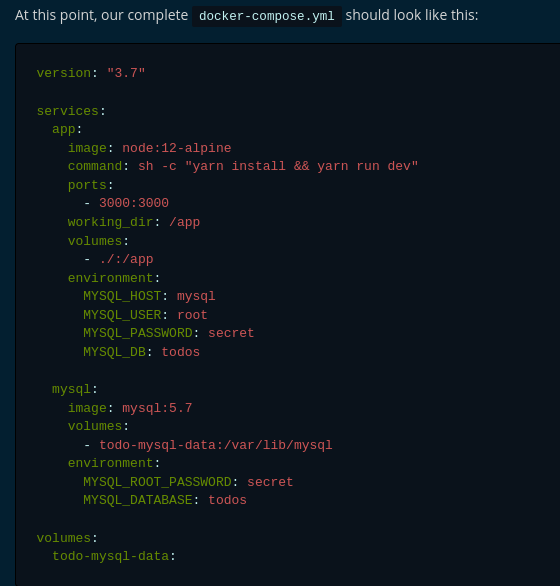 At this point, our complete docker-compose.yml should look like this:
version: "3.7"
services:
  app:
    image: node:12-alpine
    command: sh -c "yarn install && yarn run dev"
    ports:
      - 3000:3000
    working_dir: /app
    volumes:
      - ./:/app
    environment:
      MYSQL_HOST: mysql
      MYSQL_USER: root
      MYSQL_PASSWORD: secret
      MYSQL_DB: todos
  mysql:
    image: mysql:5.7
    volumes:
      - todo-mysql-data:/var/lib/mysql
    environment:
      MYSQL_ROOT_PASSWORD: secret
      MYSQL_DATABASE: todos
volumes:
  todo-mysql-data: